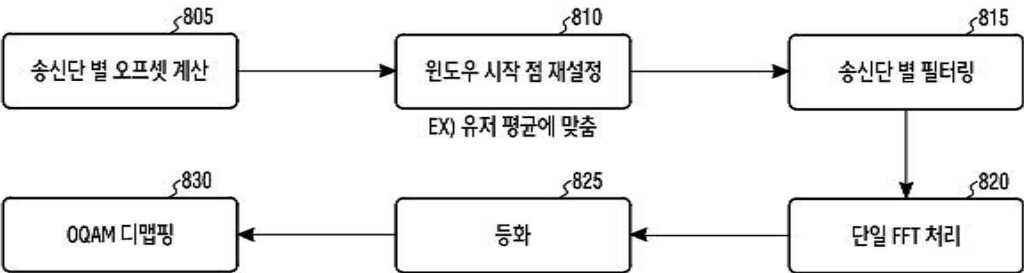 805
송신단 별 오프셋 계산
810
윈도우 시작 점 재설정
EX) 유저 평균에 맞춤
815
송신단 별 필터링
820
단일 FFT 처리
825
등화
830
OQAM 디맵핑